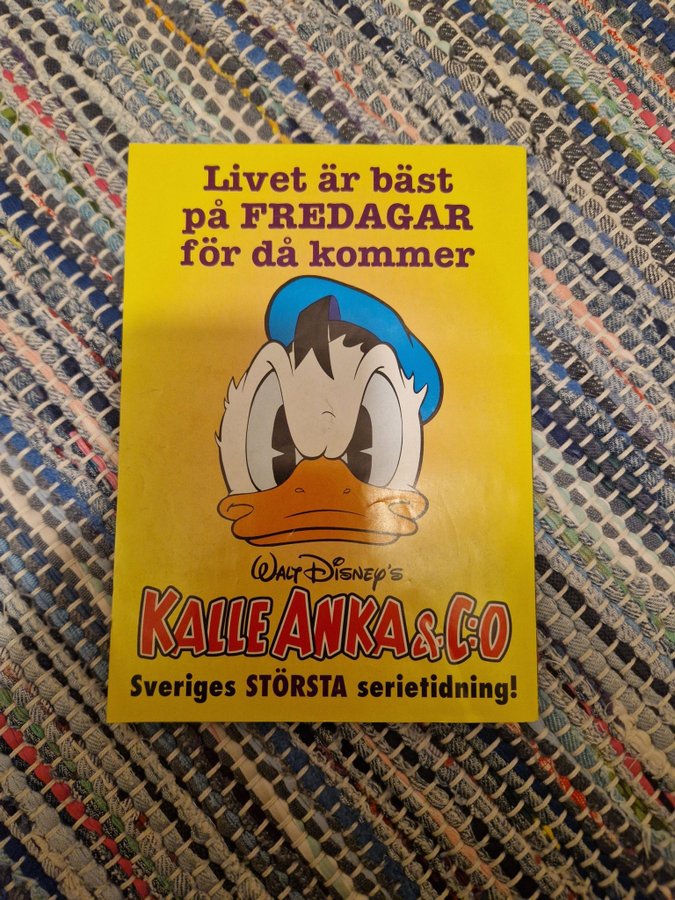 Livet är bäst
på FREDAGAR
för då kommer
WALT DISNEY'S
KALLE ANKA & C:O
Sveriges STÖRSTA serietidning!